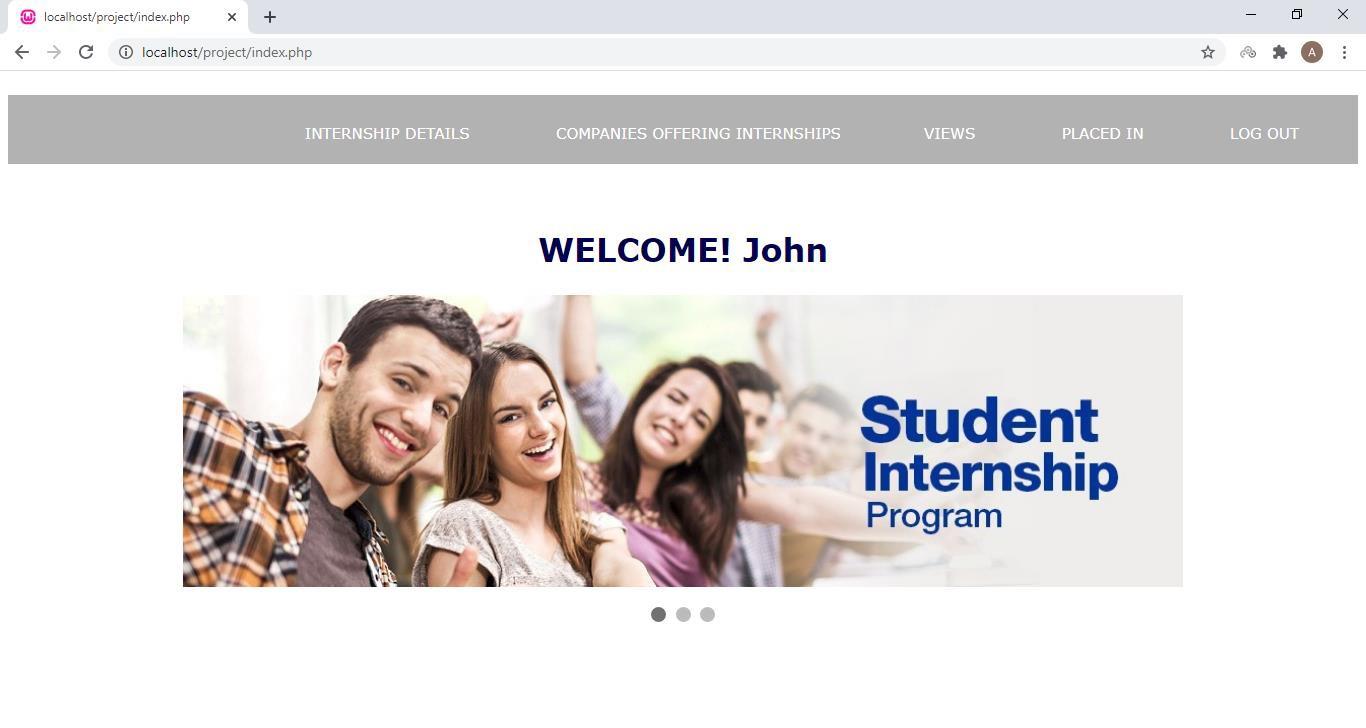 localhost/project/index.php
localhost/project/index.php
A
INTERNSHIP DETAILS COMPANIES OFFERING INTERNSHIPS VIEWS PLACED IN LOG OUT
WELCOME! John
Student
Internship
Program